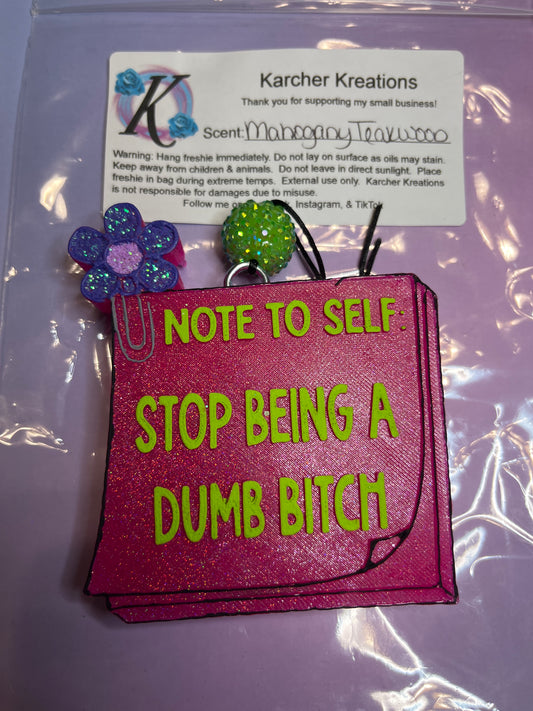 K
Karcher Kreations
Thank you for supporting my small business!
Scent: Mahogany Teakwood
Warning: Hang freshie immediately. Do not lay on surface as oils may stain.
Keep away from children & animals. Do not leave in direct sunlight. Place
freshie in bag during extreme temps. External use only. Karcher Kreations
is not responsible for damages due to misuse.
Follow me Instagram, & TikTok
NOTE TO SELF:
STOP BEING A
DUMB BITCH